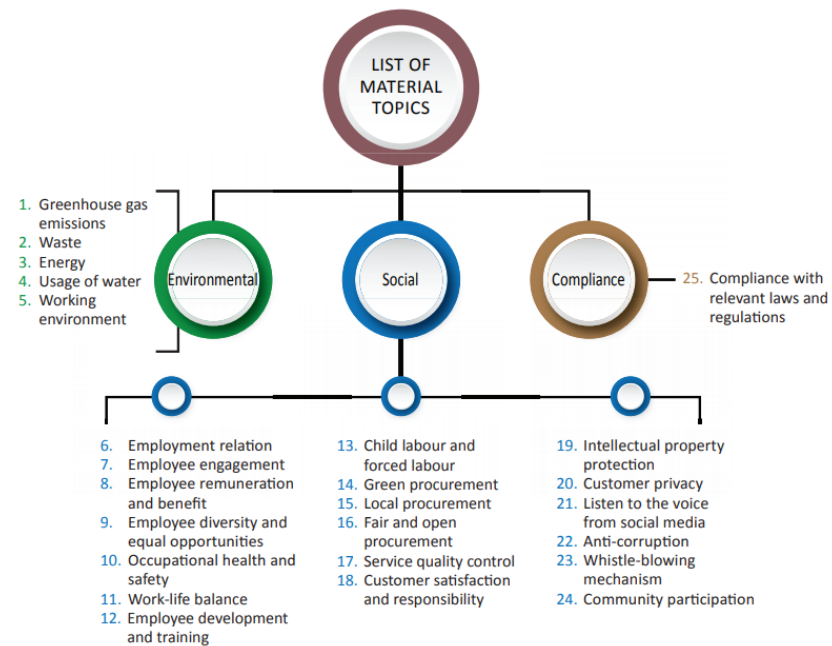 LIST OF
MATERIAL
TOPICS
1. Greenhouse gas
emissions
2. Waste
3. Energy
4. Usage of water
5. Working
environment
Environmental
Social
Compliance
25. Compliance with
relevant laws and
regulations
6. Employment relation
7. Employee engagement
8. Employee remuneration
and benefit
9. Employee diversity and
equal opportunities
10. Occupational health and
safety
11. Work-life balance
12. Employee development
and training
13. Child labour and
forced labour
14. Green procurement
15. Local procurement
16. Fair and open
procurement
17. Service quality control
18. Customer satisfaction
and responsibility
19. Intellectual property
protection
20. Customer privacy
21. Listen to the voice
from social media
22. Anti-corruption
23. Whistle-blowing
mechanism
24. Community participation